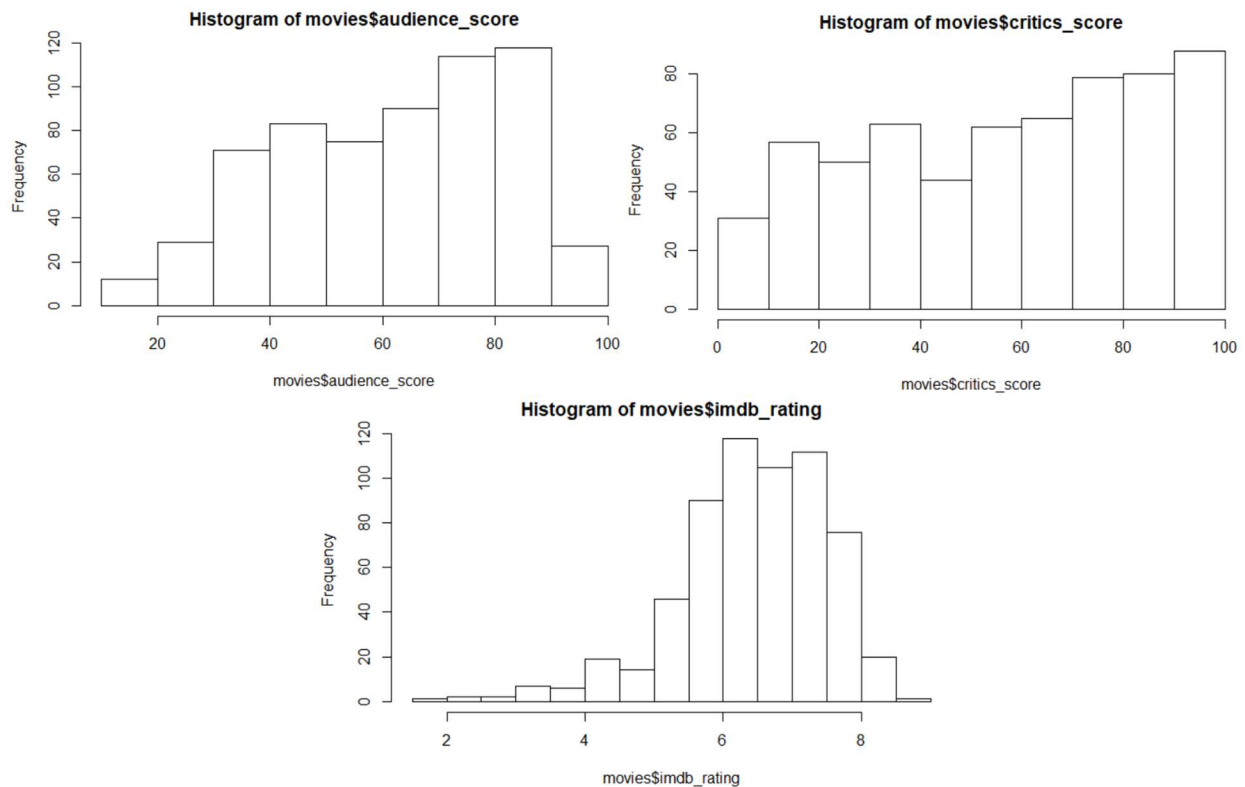 Histogram of movies$audience_score
Frequency
0 20 40 60 80 100 120
20 40 60 80 100
movies$audience_score
Histogram of movies$critics_score
Frequency
0 20 40 60 80
0 20 40 60 80 100
movies$critics_score
Histogram of movies$imdb_rating
Frequency
0 20 40 60 80 100 120
2 4 6 8
movies$imdb_rating